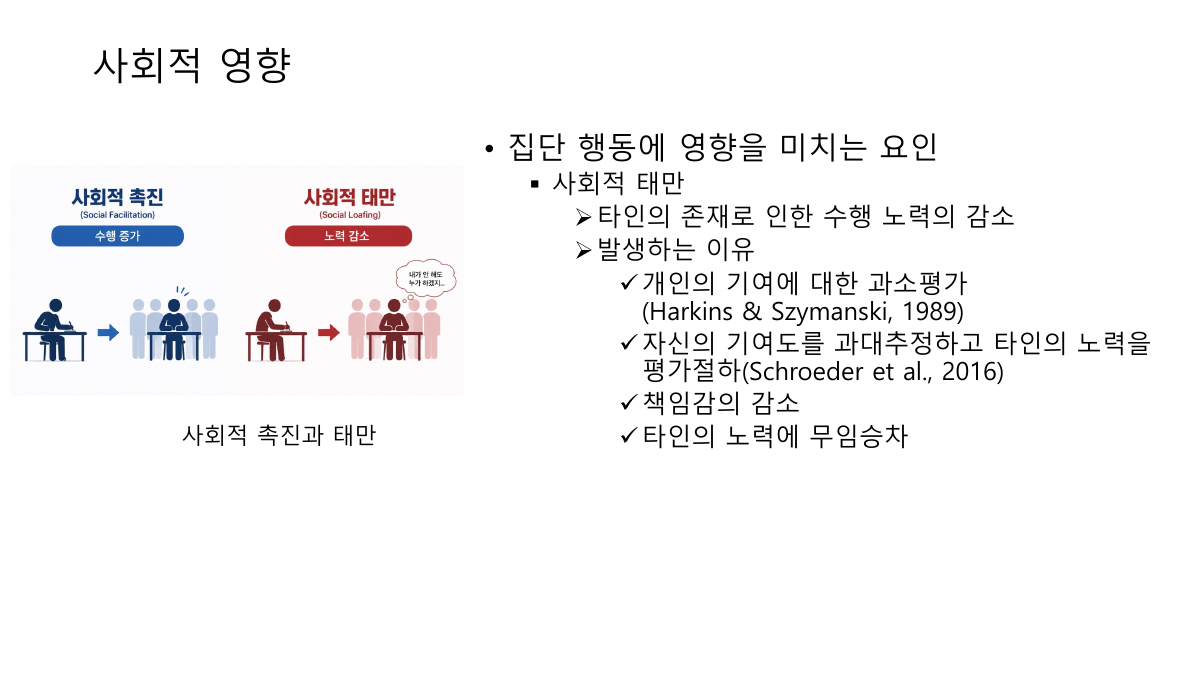 사회적 영향
사회적 촉진
(Social Facilitation)
수행 증가
사회적 태만
(Social Loafing)
노력 감소
내가 안 해도
누가 하겠지...
사회적 촉진과 태만
• 집단 행동에 영향을 미치는 요인
▪ 사회적 태만
➢ 타인의 존재로 인한 수행 노력의 감소
➢ 발생하는 이유
✓ 개인의 기여에 대한 과소평가
(Harkins & Szymanski, 1989)
✓ 자신의 기여도를 과대추정하고 타인의 노력을
평가절하(Schroeder et al., 2016)
✓ 책임감의 감소
✓ 타인의 노력에 무임승차